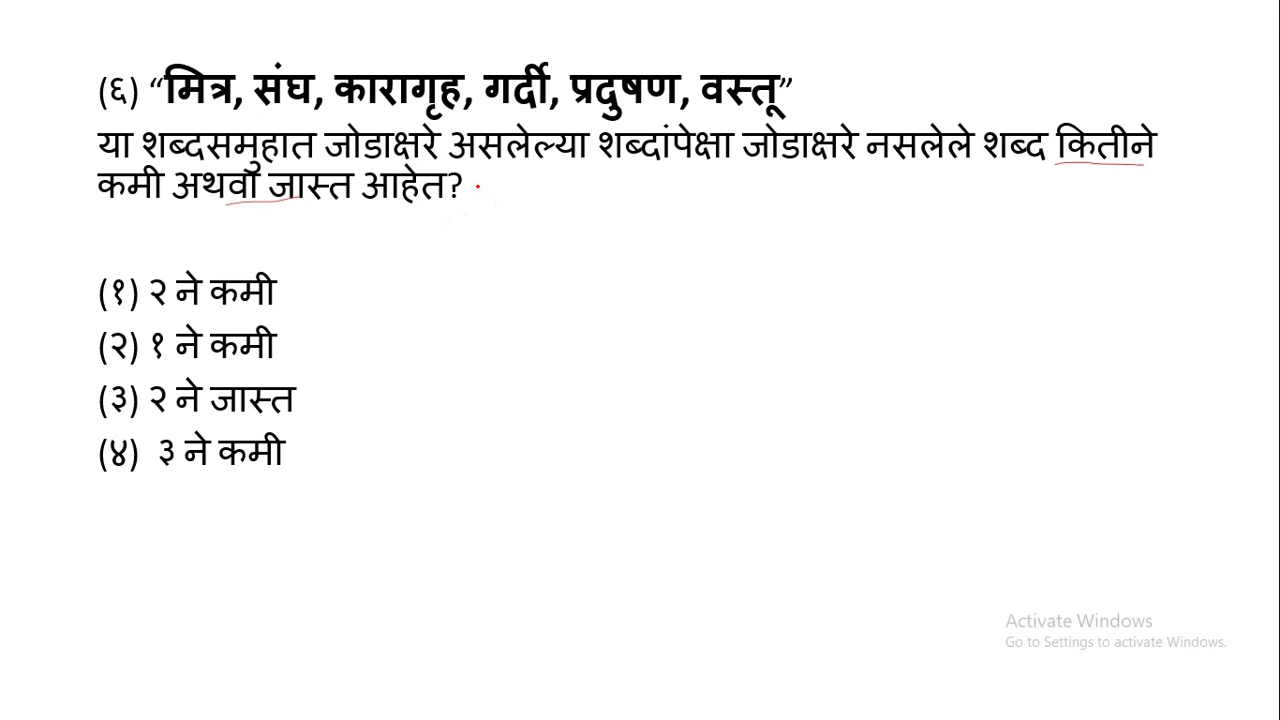 (६) “मित्र, संघ, कारागृह, गर्दी, प्रदुषण, वस्तू”
या शब्दसमुहात जोडाक्षरे असलेल्या शब्दांपेक्षा जोडाक्षरे नसलेले शब्द कितीने
कमी अथवा जास्त आहेत?
(१) २ ने कमी
(२) १ ने कमी
(३) २ ने जास्त
(४) ३ ने कमी
Activate Windows
Go to Settings to activate Windows.